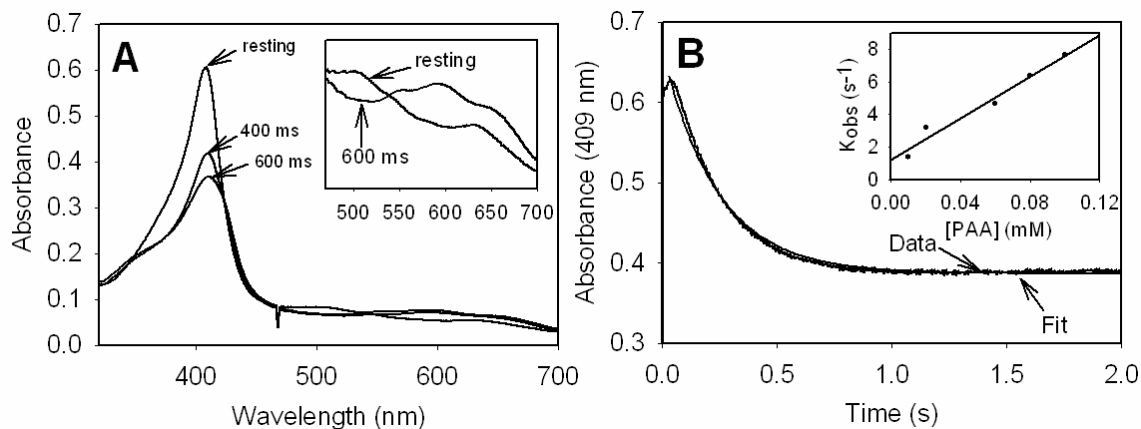 A
0.7
0.6
0.5
0.4
0.3
0.2
0.1
0.0
Absorbance
400
500
600
700
Wavelength (nm)
resting
400 ms
600 ms
resting
600 ms
500
550
600
650
700
B
0.7
0.6
0.5
0.4
0.3
Absorbance (409 nm)
0.0
0.5
1.0
1.5
2.0
Time (s)
8
6
4
2
0
Kobs (s-1)
0.00
0.04
0.08
0.12
[PAA] (mM)
Data
Fit